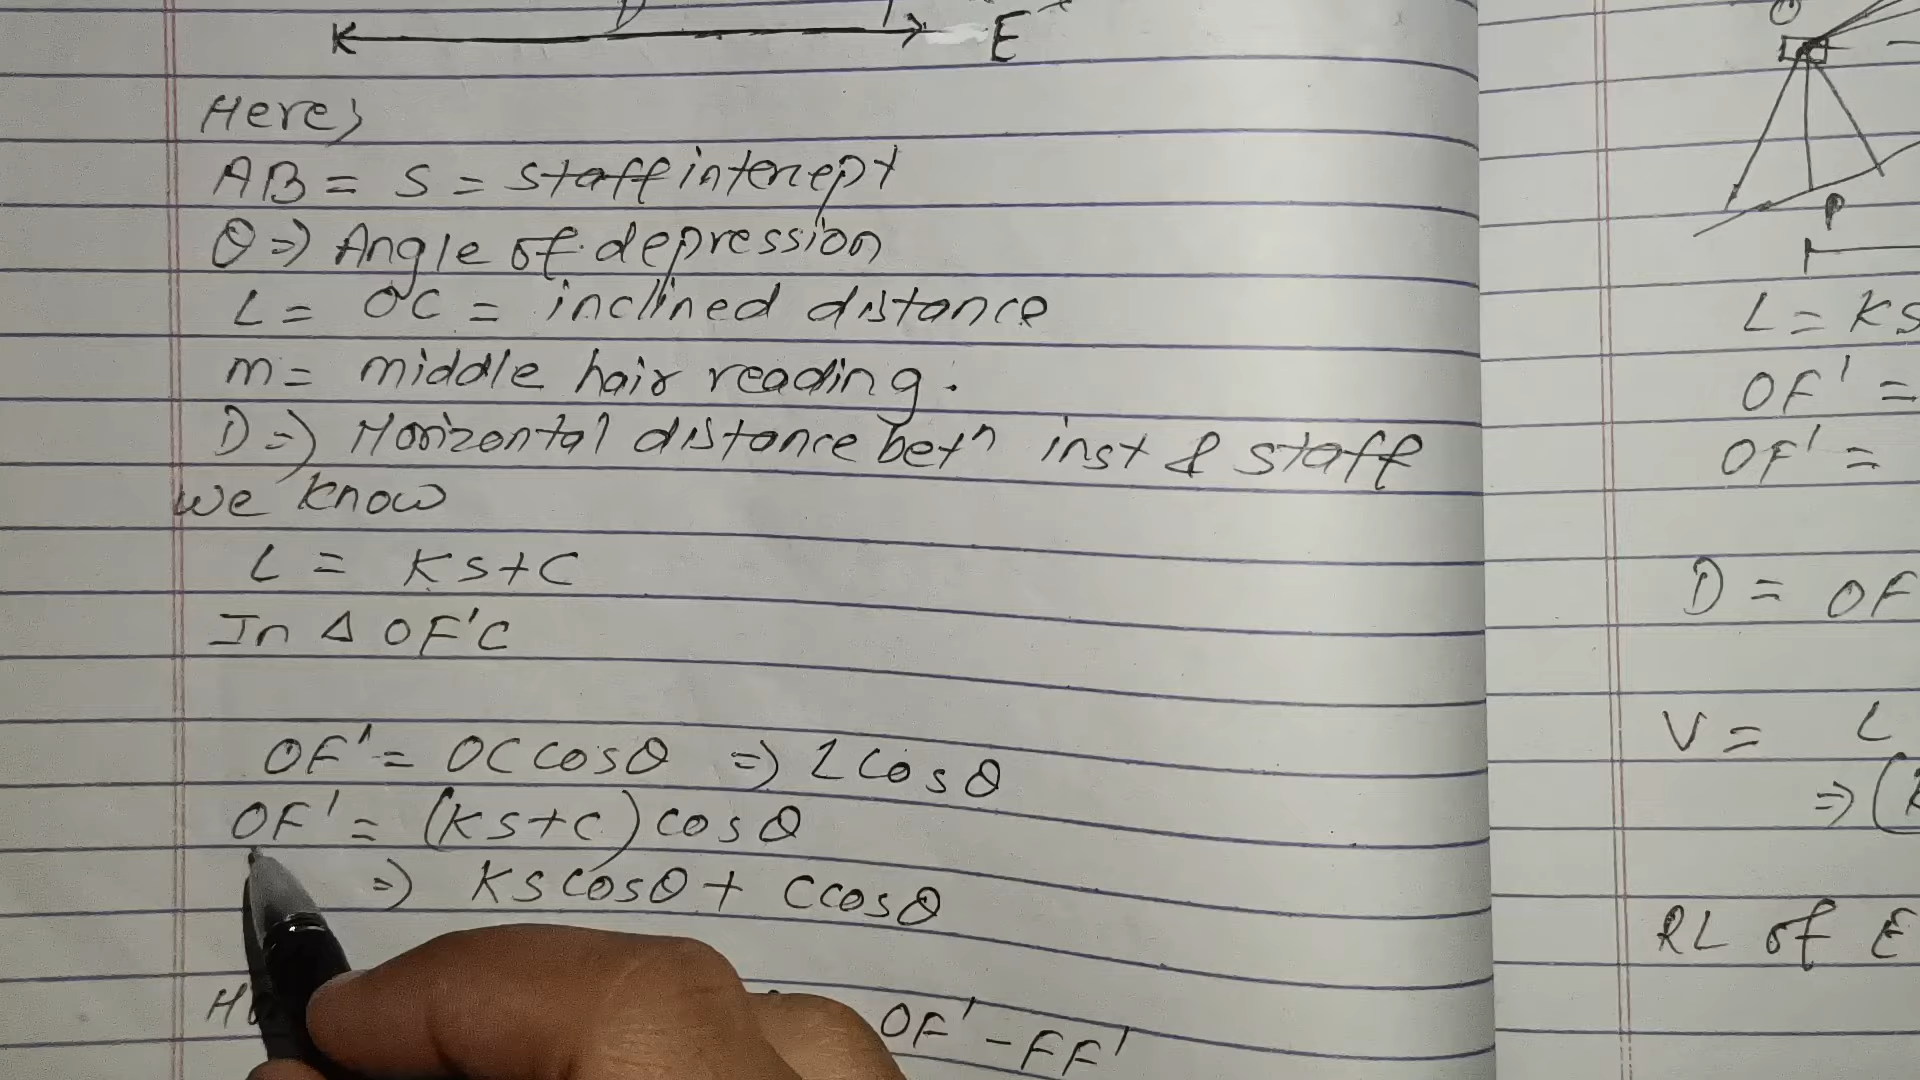 K E
Here,
AB = S = staff intercept
θ => Angle of depression
L = OC = inclined distance
m = middle hair reading.
D => Horizontal distance betn inst & staff
We know
L = KS+C
In Δ OF'C
OF' = OC cosθ => L cosθ
OF' = (KS+C) cosθ
=> KS cosθ + C cosθ
OF' - FF'
P
L = KS
OF' =
OF' =
D = OF
V = L
=> (
RL of E